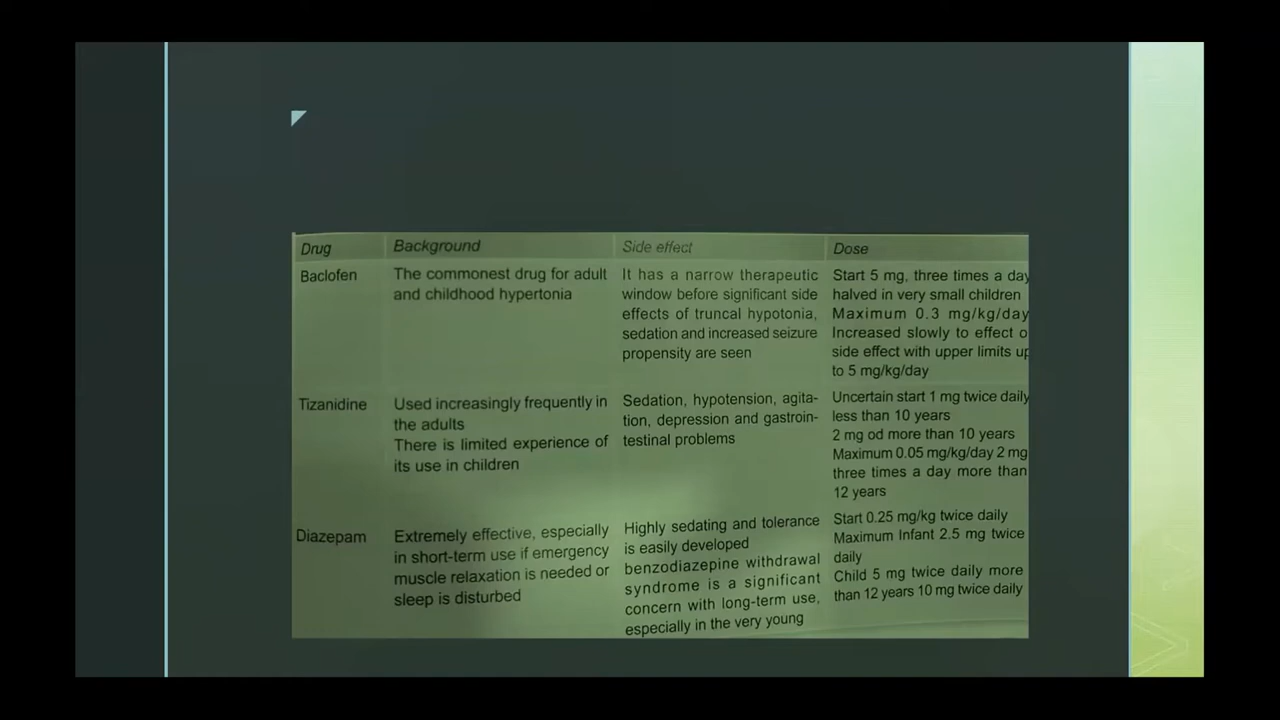 Drug Background Side effect Dose
Baclofen
The commonest drug for adult
and childhood hypertonia
It has a narrow therapeutic
window before significant side
effects of truncal hypotonia,
sedation and increased seizure
propensity are seen
Start 5 mg, three times a day
halved in very small children
Maximum 0.3 mg/kg/day
Increased slowly to effect o
side effect with upper limits up
to 5 mg/kg/day
Tizanidine
Used increasingly frequently in
the adults
There is limited experience of
its use in children
Sedation, hypotension, agita-
tion, depression and gastroin-
testinal problems
Uncertain start 1 mg twice daily
less than 10 years
2 mg od more than 10 years
Maximum 0.05 mg/kg/day 2 mg
three times a day more than
12 years
Diazepam
Extremely effective, especially
in short-term use if emergency
muscle relaxation is needed or
sleep is disturbed
Highly sedating and tolerance
is easily developed
benzodiazepine withdrawal
syndrome is a significant
concern with long-term use,
especially in the very young
Start 0.25 mg/kg twice daily
Maximum Infant 2.5 mg twice
daily
Child 5 mg twice daily more
than 12 years 10 mg twice daily